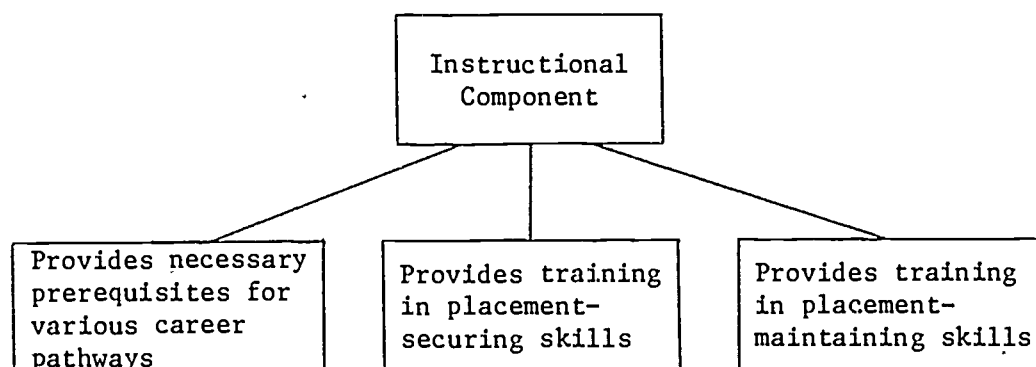 Instructional
Component
Provides necessary
prerequisites for
various career
pathways
Provides training
in placement-
securing skills
Provides training
in placement-
maintaining skills